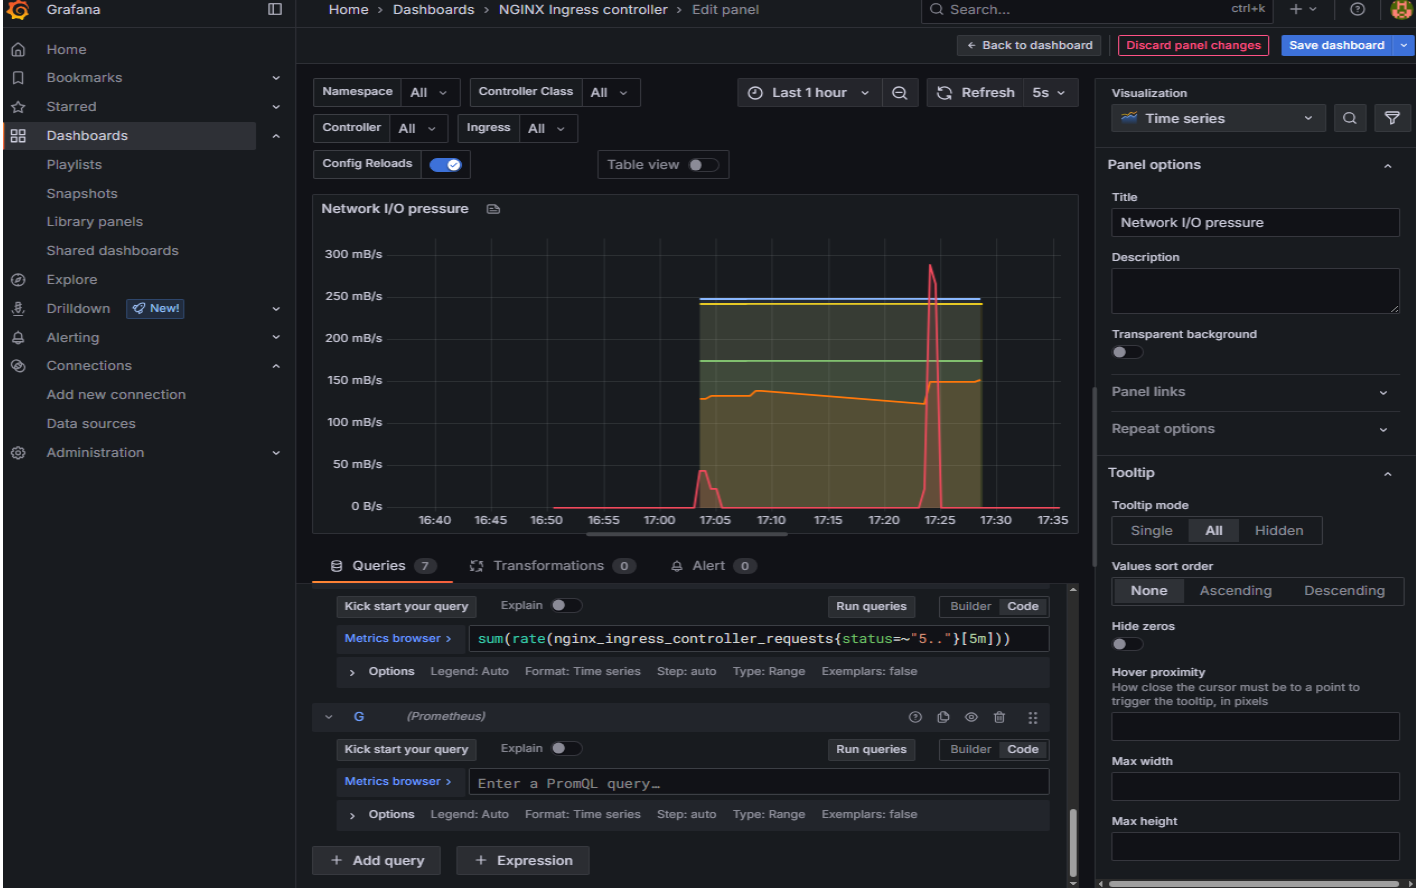 Grafana
Home
Bookmarks
Starred
Dashboards
Playlists
Snapshots
Library panels
Shared dashboards
Explore
Drilldown New!
Alerting
Connections
Add new connection
Data sources
Administration
Home › Dashboards › NGINX Ingress controller › Edit panel
Search... ctrl+k
← Back to dashboard Discard panel changes Save dashboard
Namespace All Controller Class All
Last 1 hour Refresh 5s
Controller All Ingress All
Config Reloads Table view
Network I/O pressure
300 mB/s
250 mB/s
200 mB/s
150 mB/s
100 mB/s
50 mB/s
0 B/s
16:40 16:45 16:50 16:55 17:00 17:05 17:10 17:15 17:20 17:25 17:30 17:35
Queries 7 Transformations 0 Alert 0
Kick start your query Explain Run queries Builder Code
Metrics browser > sum(rate(nginx_ingress_controller_requests{status=~"5.."}[5m]))
> Options Legend: Auto Format: Time series Step: auto Type: Range Exemplars: false
G (Prometheus)
Kick start your query Explain Run queries Builder Code
Metrics browser > Enter a PromQL query…
> Options Legend: Auto Format: Time series Step: auto Type: Range Exemplars: false
+ Add query + Expression
Visualization
Time series
Panel options
Title
Network I/O pressure
Description
Transparent background
Panel links
Repeat options
Tooltip
Tooltip mode
Single All Hidden
Values sort order
None Ascending Descending
Hide zeros
Hover proximity
How close the cursor must be to a point to
trigger the tooltip, in pixels
Max width
Max height